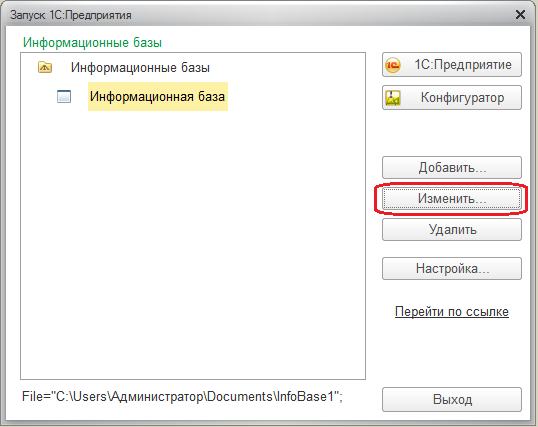 Запуск 1С:Предприятия
Информационные базы
Информационные базы
Информационная база
1С:Предприятие
Конфигуратор
Добавить...
Изменить...
Удалить
Настройка...
Перейти по ссылке
File="C:\Users\Администратор\Documents\InfoBase1";
Выход